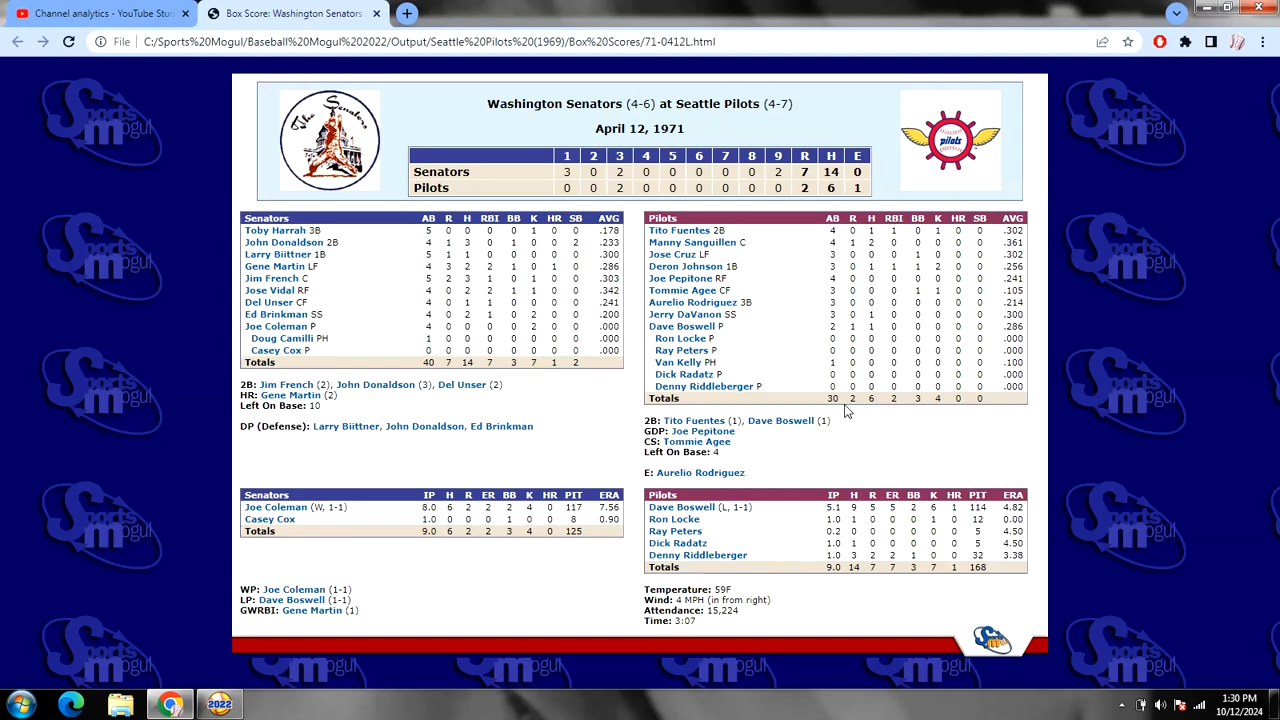 Channel analytics - YouTube Stud
Box Score: Washington Senators
File C:/Sports%20Mogul/Baseball%20Mogul%202022/Output/Seattle%20Pilots%20(1969)/Box%20Scores/71-0412L.html
The Senators
Washington Senators (4-6) at Seattle Pilots (4-7)
April 12, 1971
pilots
1 2 3 4 5 6 7 8 9 R H E
Senators 3 0 2 0 0 0 0 0 2 7 14 0
Pilots 0 0 2 0 0 0 0 0 0 2 6 1
Senators AB R H RBI BB K HR SB AVG
Toby Harrah 3B 5 0 0 0 0 1 0 0 .178
John Donaldson 2B 4 1 3 0 1 0 0 2 .233
Larry Biittner 1B 5 1 1 0 0 0 0 0 .300
Gene Martin LF 4 3 2 2 1 0 1 0 .286
Jim French C 5 2 3 1 0 1 0 0 .303
Jose Vidal RF 4 0 2 2 1 1 0 0 .342
Del Unser CF 4 0 1 1 0 0 0 0 .241
Ed Brinkman SS 4 0 2 1 0 2 0 0 .200
Joe Coleman P 4 0 0 0 0 2 0 0 .000
Doug Camilli PH 1 0 0 0 0 0 0 0 .000
Casey Cox P 0 0 0 0 0 0 0 0 .000
Totals 40 7 14 7 3 7 1 2
2B: Jim French (2), John Donaldson (3), Del Unser (2)
HR: Gene Martin (2)
Left On Base: 10
DP (Defense): Larry Biittner, John Donaldson, Ed Brinkman
Pilots AB R H RBI BB K HR SB AVG
Tito Fuentes 2B 4 0 1 1 0 1 0 0 .302
Manny Sanguillen C 4 1 2 0 0 0 0 0 .361
Jose Cruz LF 3 0 0 0 1 0 0 0 .302
Deron Johnson 1B 3 0 1 1 1 2 0 0 .256
Joe Pepitone RF 4 0 0 0 0 0 0 0 .241
Tommie Agee CF 3 0 0 0 1 1 0 0 .105
Aurelio Rodriguez 3B 3 0 0 0 0 0 0 0 .214
Jerry DaVanon SS 3 0 1 0 0 0 0 0 .300
Dave Boswell P 2 1 1 0 0 0 0 0 .286
Ron Locke P 0 0 0 0 0 0 0 0 .000
Ray Peters P 0 0 0 0 0 0 0 0 .000
Van Kelly PH 1 0 0 0 0 0 0 0 .100
Dick Radatz P 0 0 0 0 0 0 0 0 .000
Denny Riddleberger P 0 0 0 0 0 0 0 0 .000
Totals 30 2 6 2 3 4 0 0
2B: Tito Fuentes (1), Dave Boswell (1)
GDP: Joe Pepitone
CS: Tommie Agee
Left On Base: 4
E: Aurelio Rodriguez
Senators IP H R ER BB K HR PIT ERA
Joe Coleman (W, 1-1) 8.0 6 2 2 2 4 0 117 7.56
Casey Cox 1.0 0 0 0 1 0 0 8 0.90
Totals 9.0 6 2 2 3 4 0 125
WP: Joe Coleman (1-1)
LP: Dave Boswell (1-1)
GWRBI: Gene Martin (1)
Pilots IP H R ER BB K HR PIT ERA
Dave Boswell (L, 1-1) 5.1 9 5 5 2 6 1 114 4.82
Ron Locke 1.0 1 0 0 0 1 0 12 0.00
Ray Peters 0.2 0 0 0 0 0 0 5 4.50
Dick Radatz 1.0 1 0 0 0 0 0 5 4.50
Denny Riddleberger 1.0 3 2 2 1 0 0 32 3.38
Totals 9.0 14 7 7 3 7 1 168
Temperature: 59F
Wind: 4 MPH (in from right)
Attendance: 15,224
Time: 3:07
Sports Mogul
2022
1:30 PM
10/12/2024